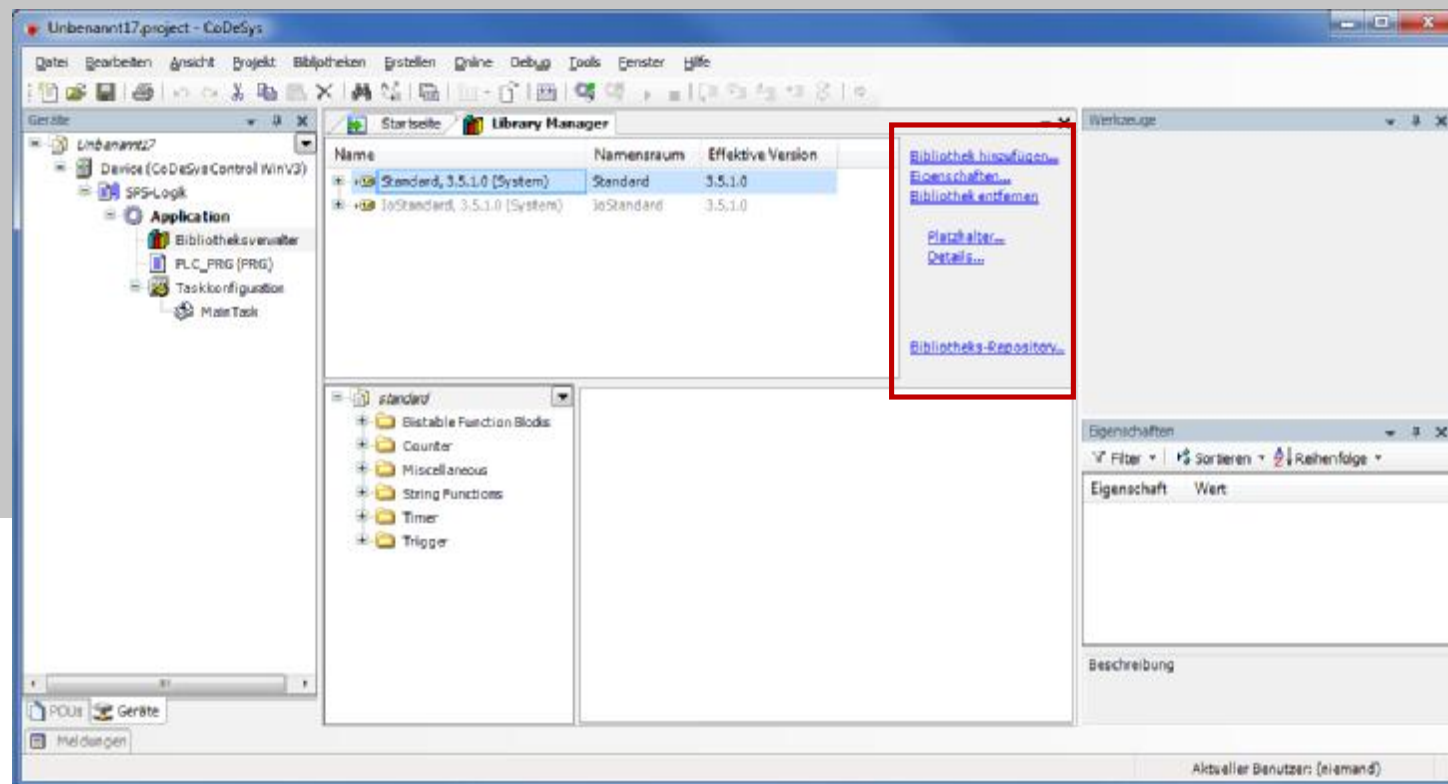 Unbenannt17.project - CoDeSys
Datei Bearbeiten Ansicht Projekt Bibliotheken Erstellen Online Debug Tools Fenster Hilfe
Geräte
Unbenannt17
Device (CoDeSys Control Win V3)
SPS-Logik
Application
Bibliotheksverwalter
PLC_PRG (PRG)
Taskkonfiguration
MainTask
POUs Geräte
Meldungen
Startseite Library Manager
Name Namensraum Effektive Version
Standard, 3.5.1.0 (System) Standard 3.5.1.0
IoStandard, 3.5.1.0 (System) IoStandard 3.5.1.0
Bibliothek hinzufügen...
Eigenschaften...
Bibliothek entfernen
Platzhalter...
Details...
Bibliotheks-Repository...
standard
Bistable Function Blocks
Counter
Miscellaneous
String Functions
Timer
Trigger
Werkzeuge
Eigenschaften
Filter Sortieren Reihenfolge
Eigenschaft Wert
Beschreibung
Aktueller Benutzer: (niemand)